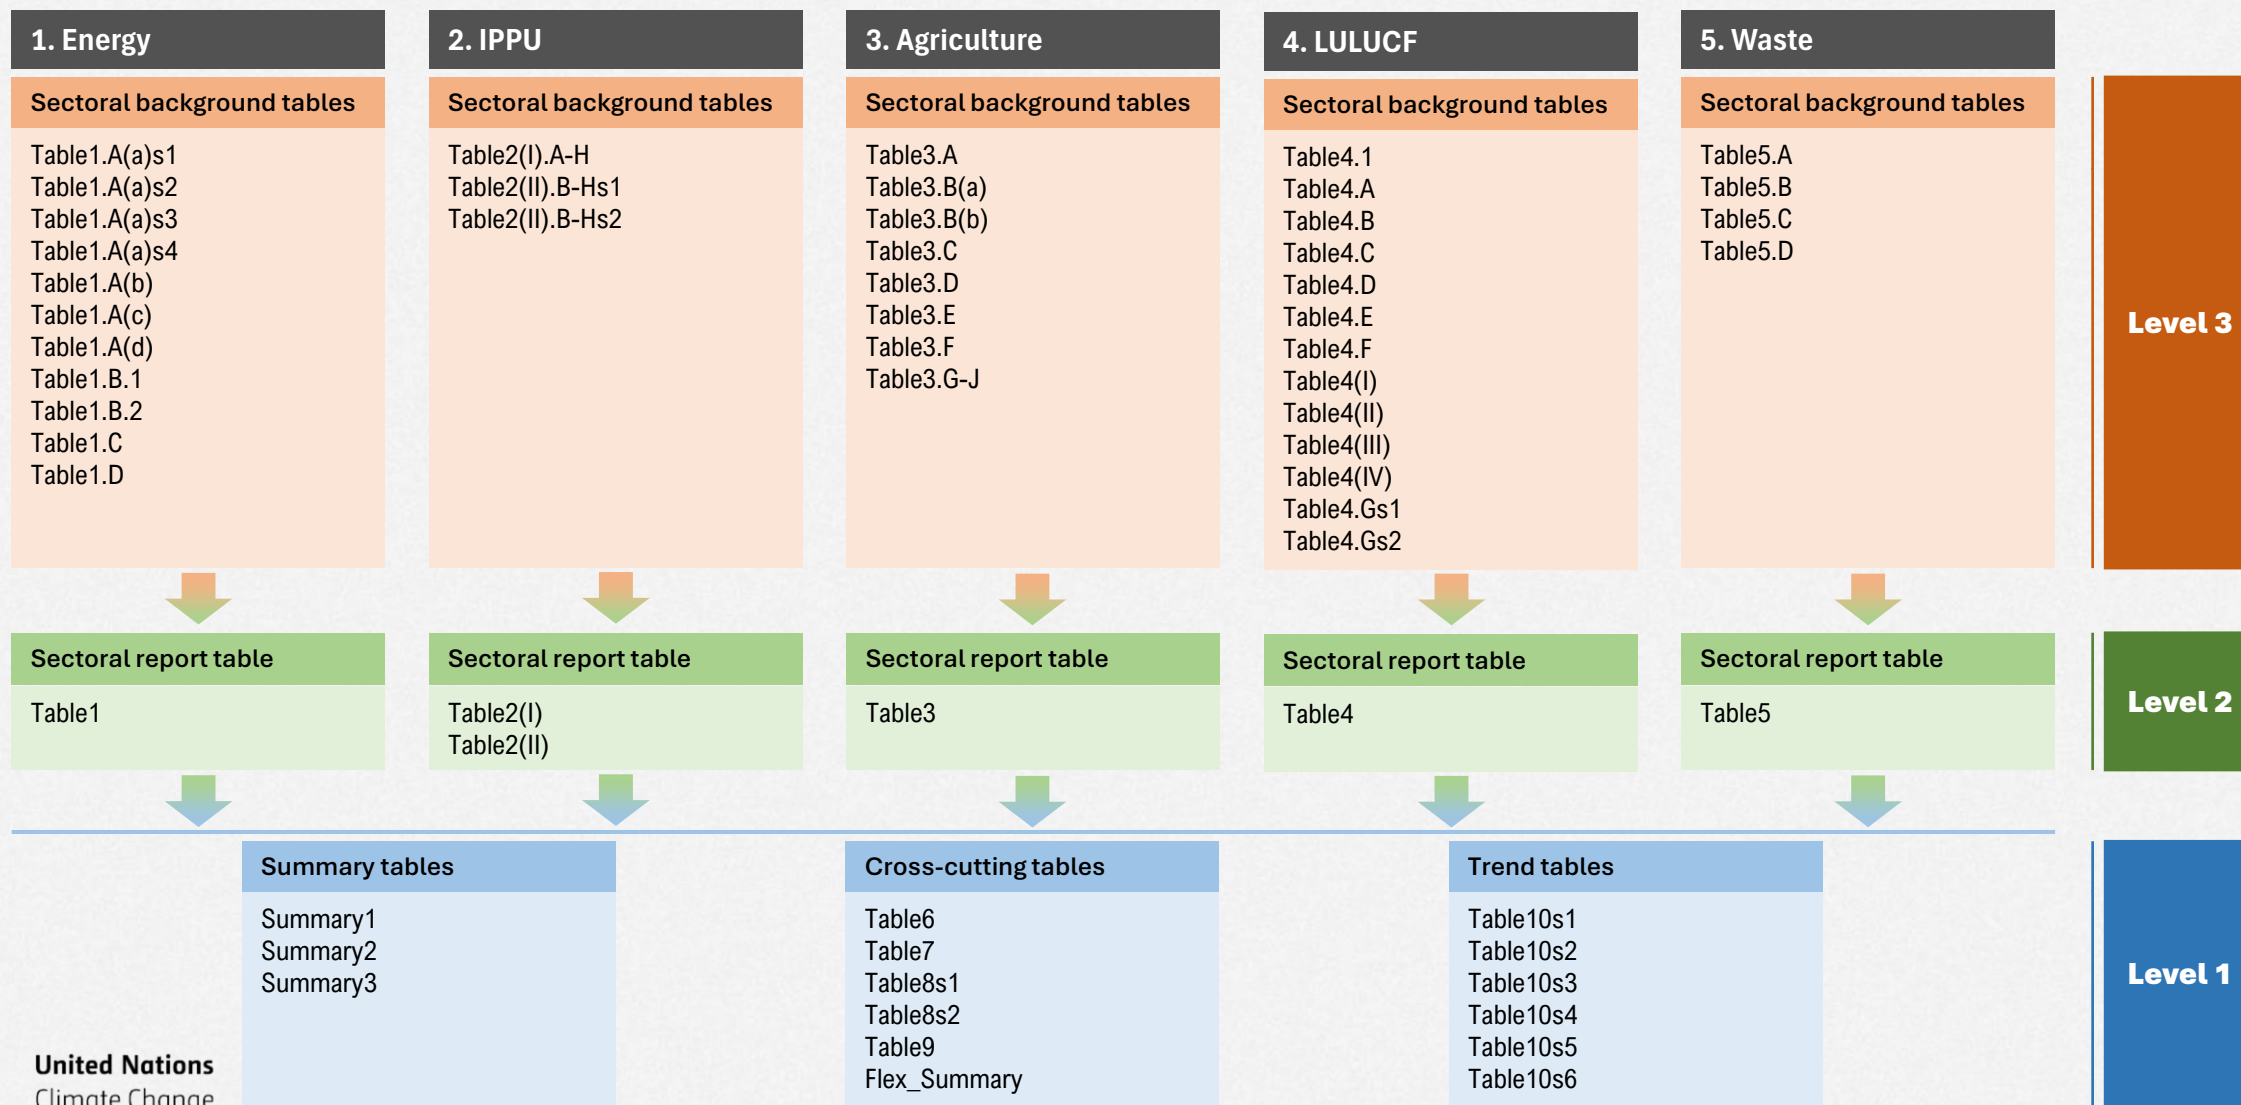 1. Energy
Sectoral background tables
Table1.A(a)s1
Table1.A(a)s2
Table1.A(a)s3
Table1.A(a)s4
Table1.A(b)
Table1.A(c)
Table1.A(d)
Table1.B.1
Table1.B.2
Table1.C
Table1.D
2. IPPU
Sectoral background tables
Table2(I).A-H
Table2(II).B-Hs1
Table2(II).B-Hs2
3. Agriculture
Sectoral background tables
Table3.A
Table3.B(a)
Table3.B(b)
Table3.C
Table3.D
Table3.E
Table3.F
Table3.G-J
4. LULUCF
Sectoral background tables
Table4.1
Table4.A
Table4.B
Table4.C
Table4.D
Table4.E
Table4.F
Table4(I)
Table4(II)
Table4(III)
Table4(IV)
Table4.Gs1
Table4.Gs2
5. Waste
Sectoral background tables
Table5.A
Table5.B
Table5.C
Table5.D
Level 3
Sectoral report table
Table1
Sectoral report table
Table2(I)
Table2(II)
Sectoral report table
Table3
Sectoral report table
Table4
Sectoral report table
Table5
Level 2
Summary tables
Summary1
Summary2
Summary3
Cross-cutting tables
Table6
Table7
Table8s1
Table8s2
Table9
Flex_Summary
Trend tables
Table10s1
Table10s2
Table10s3
Table10s4
Table10s5
Table10s6
Level 1
United Nations
Climate Change